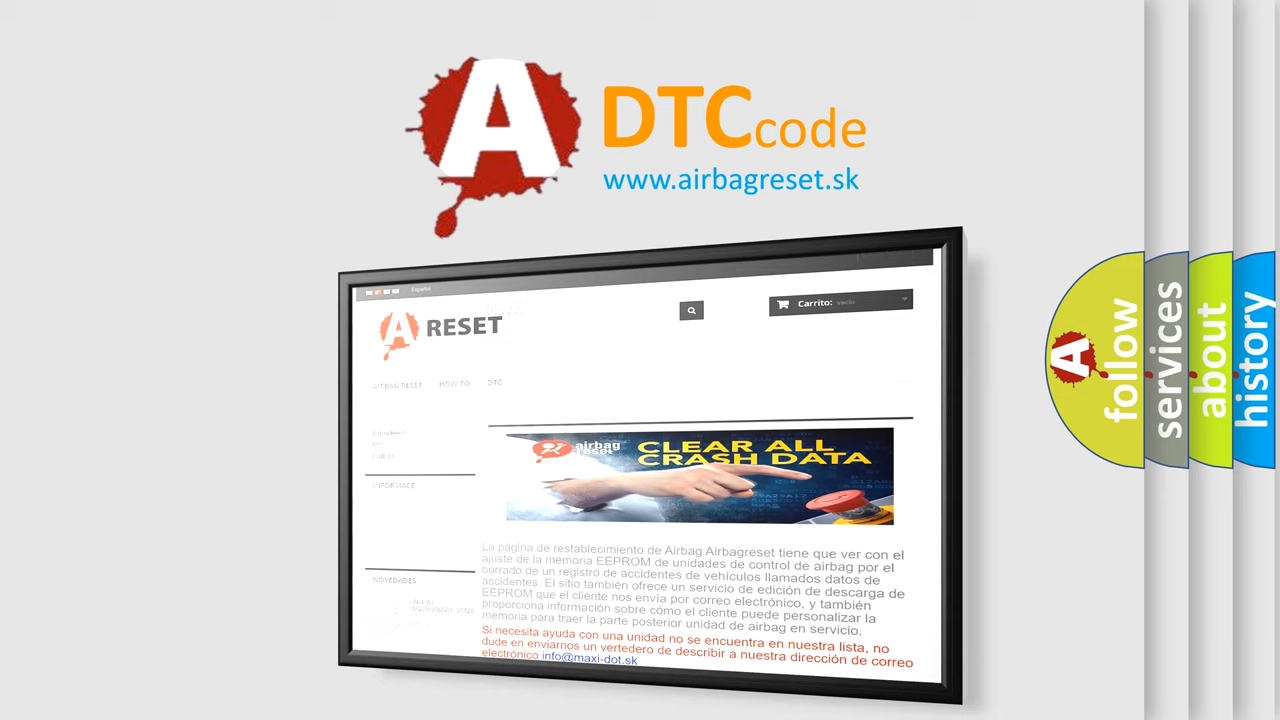 A
DTCcode
www.airbagreset.sk
Español
Carrito: vacío
A RESET
AIRBAG RESET HOW TO DTC
INFORMACE
NOVEDADES
airbag
reset
CLEAR ALL
CRASH DATA
La página de restablecimiento de Airbag Airbagreset tiene que ver con el
ajuste de la memoria EEPROM de unidades de control de airbag por el
borrado de un registro de accidentes de vehículos llamados datos de
accidentes. El sitio también ofrece un servicio de edición de descarga de
EEPROM que el cliente nos envía por correo electrónico, y también
proporciona información sobre cómo el cliente puede personalizar la
memoria para traer la parte posterior unidad de airbag en servicio.
Si necesita ayuda con una unidad no se encuentra en nuestra lista, no
dude en enviarnos un vertedero de describir a nuestra dirección de correo
electrónico info@maxi-dot.sk
A
follow
services
about
history